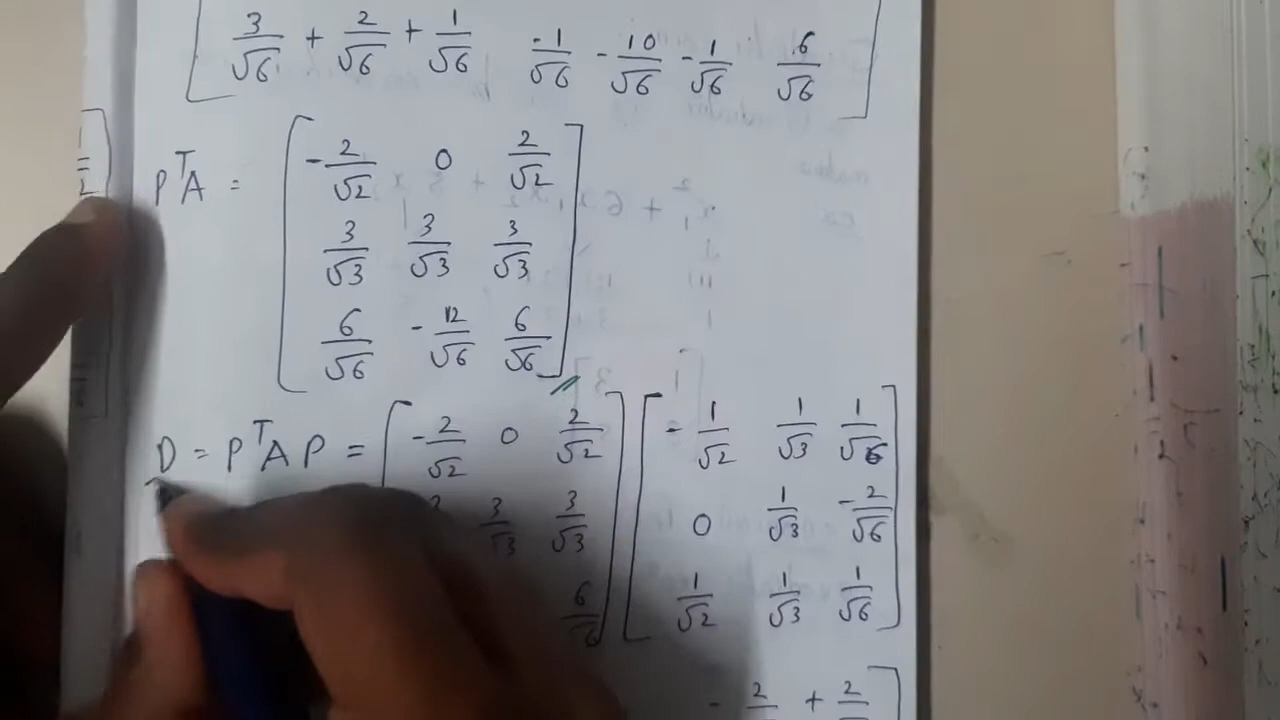 3/√6 + 2/√6 + 1/√6   -1/√6 - 10/√6 - 1/√6   6/√6
PᵀA =
-2/√2   0   2/√2
3/√3   3/√3   3/√3
6/√6   -12/√6   6/√6
D = PᵀAP =
-2/√2   0   2/√2   -1/√2   1/√3   1/√6
3/√3   3/√3   0   1/√3   -2/√6
6/√6   1/√2   1/√3   1/√6
- 2 + 2